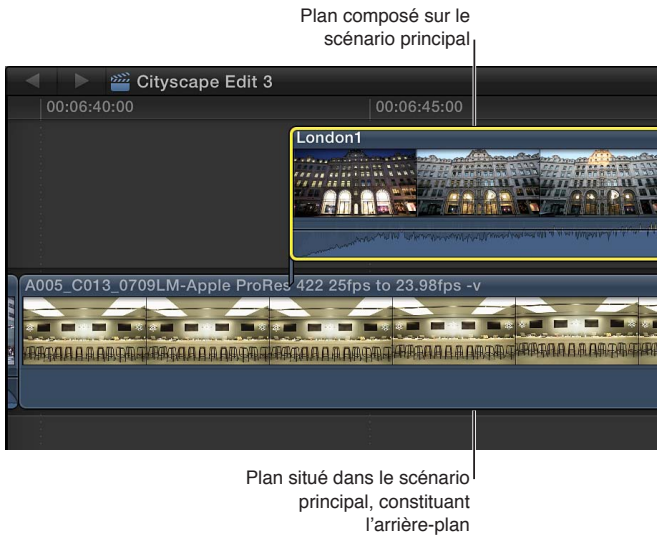 Plan composé sur le
scénario principal
Cityscape Edit 3
00:06:40:00
00:06:45:00
London1
A005_C013_0709LM-Apple ProRes 422 25fps to 23.98fps -v
Plan situé dans le scénario
principal, constituant
l’arrière-plan